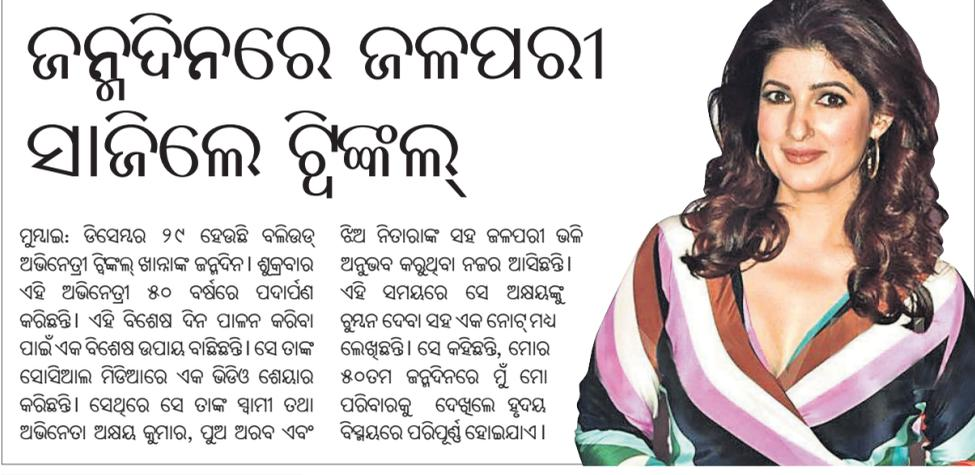 ଜନ୍ମଦିନରେ ଜଳପରୀ
ସାଜିଲେ ଟ୍ୱିଙ୍କଲ୍
ମୁମ୍ବାଇ: ଡିସେମ୍ବର ୨୯ ହେଉଛି ବଲିଉଡ୍
ଅଭିନେତ୍ରୀ ଟ୍ୱିଙ୍କଲ୍ ଖାନ୍ନାଙ୍କ ଜନ୍ମଦିନ। ଶୁକ୍ରବାର
ଏହି ଅଭିନେତ୍ରୀ ୫୦ ବର୍ଷରେ ପଦାର୍ପଣ
କରିଛନ୍ତି। ଏହି ବିଶେଷ ଦିନ ପାଳନ କରିବା
ପାଇଁ ଏକ ବିଶେଷ ଉପାୟ ବାଛିଛନ୍ତି। ସେ ତାଙ୍କ
ସୋସିଆଲ ମିଡିଆରେ ଏକ ଭିଡିଓ ଶେୟାର
କରିଛନ୍ତି। ସେଥିରେ ସେ ତାଙ୍କ ସ୍ୱାମୀ ତଥା
ଅଭିନେତା ଅକ୍ଷୟ କୁମାର, ପୁଅ ଅରବ ଏବଂ
ଝିଅ ନିତାରାଙ୍କ ସହ ଜଳପରୀ ଭଳି
ଅନୁଭବ କରୁଥିବା ନଜର ଆସିଛନ୍ତି।
ଏହି ସମୟରେ ସେ ଅକ୍ଷୟଙ୍କୁ
ଚୁମ୍ବନ ଦେବା ସହ ଏକ ନୋଟ୍ ମଧ୍ୟ
ଲେଖିଛନ୍ତି। ସେ କହିଛନ୍ତି, ମୋର
୫୦ତମ ଜନ୍ମଦିନରେ ମୁଁ ମୋ
ପରିବାରକୁ ଦେଖିଲେ ହୃଦୟ
ବିସ୍ମୟରେ ପରିପୂର୍ଣ୍ଣ ହୋଇଯାଏ।